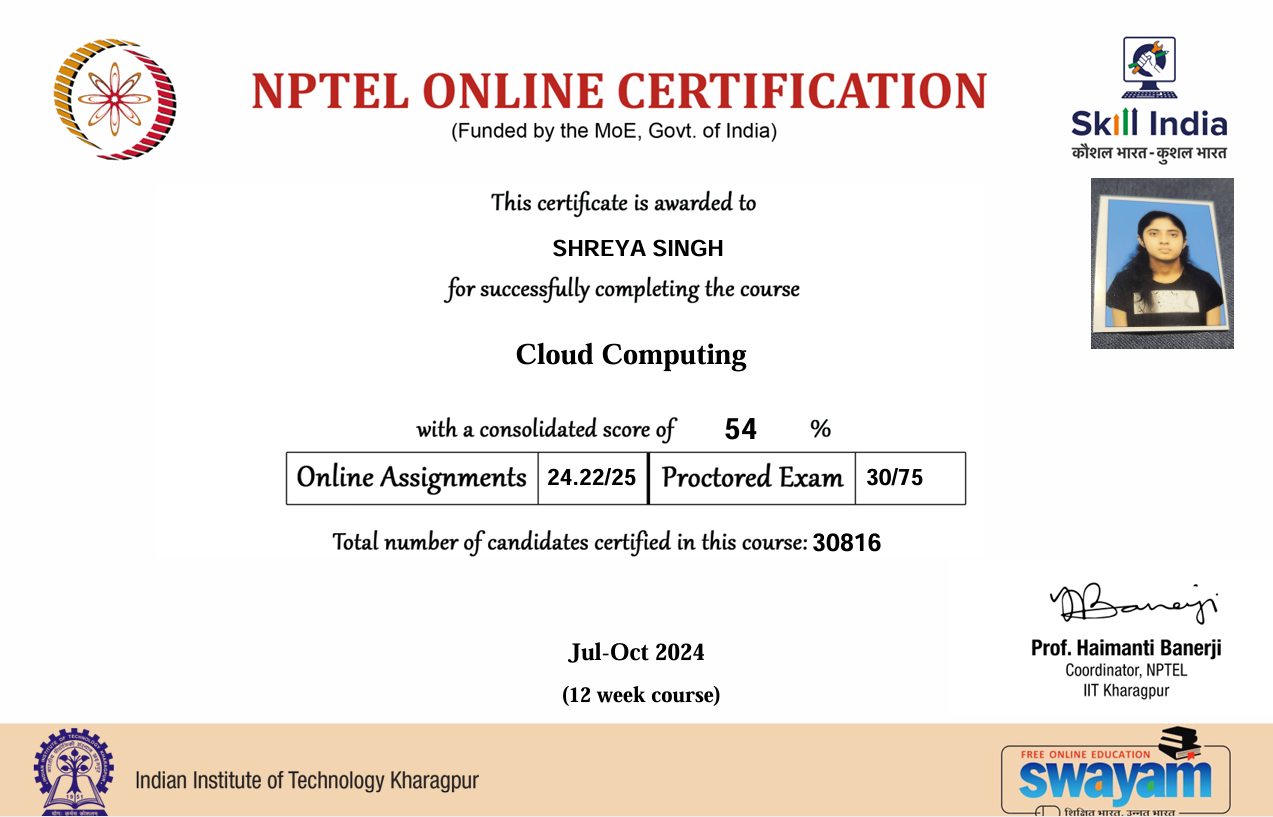 NPTEL ONLINE CERTIFICATION
(Funded by the MoE, Govt. of India)
Skill India
कौशल भारत - कुशल भारत
This certificate is awarded to
SHREYA SINGH
for successfully completing the course
Cloud Computing
with a consolidated score of 54 %
Online Assignments 24.22/25 Proctored Exam 30/75
Total number of candidates certified in this course: 30816
Jul-Oct 2024
(12 week course)
Prof. Haimanti Banerji
Coordinator, NPTEL
IIT Kharagpur
Indian Institute of Technology Kharagpur
FREE ONLINE EDUCATION
swayam
शिक्षित भारत, उन्नत भारत